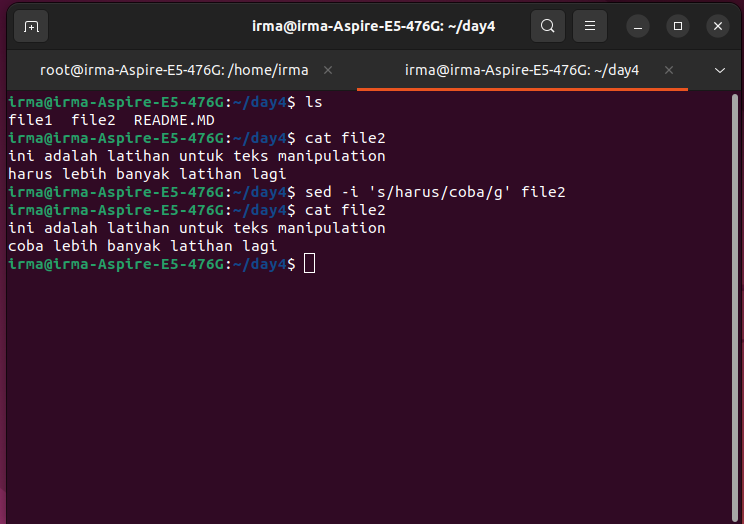 irma@irma-Aspire-E5-476G: ~/day4
root@irma-Aspire-E5-476G: /home/irma
irma@irma-Aspire-E5-476G: ~/day4
irma@irma-Aspire-E5-476G:~/day4$ ls
file1  file2  README.MD
irma@irma-Aspire-E5-476G:~/day4$ cat file2
ini adalah latihan untuk teks manipulation
harus lebih banyak latihan lagi
irma@irma-Aspire-E5-476G:~/day4$ sed -i 's/harus/coba/g' file2
irma@irma-Aspire-E5-476G:~/day4$ cat file2
ini adalah latihan untuk teks manipulation
coba lebih banyak latihan lagi
irma@irma-Aspire-E5-476G:~/day4$